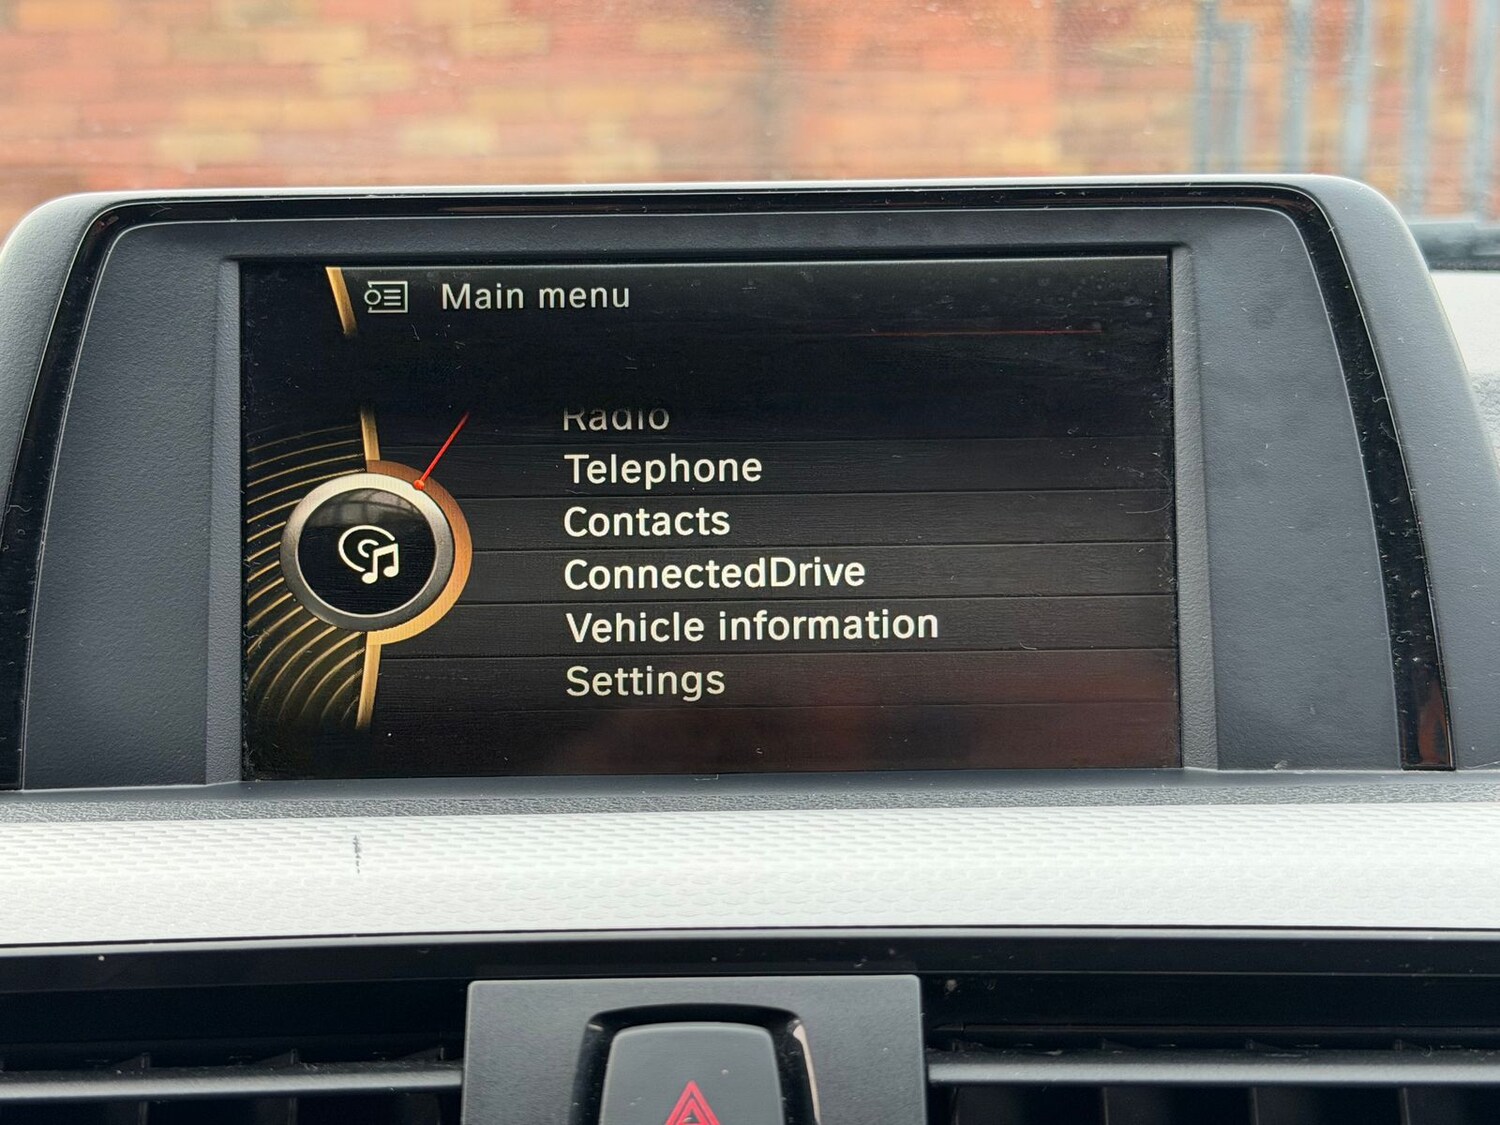 Main menu
Radio
Telephone
Contacts
ConnectedDrive
Vehicle information
Settings